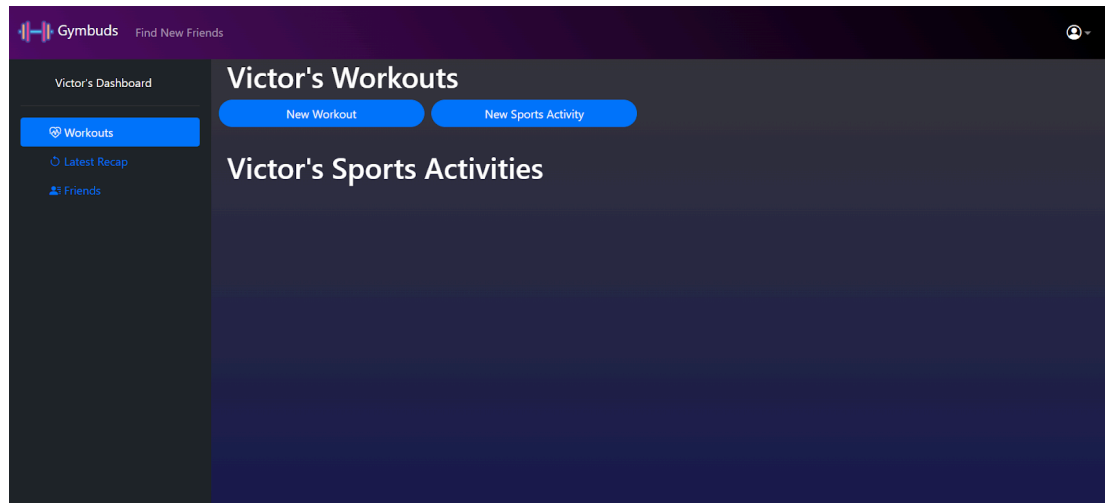 Gymbuds Find New Friends
Victor's Dashboard
Workouts
Latest Recap
Friends
Victor's Workouts
New Workout New Sports Activity
Victor's Sports Activities